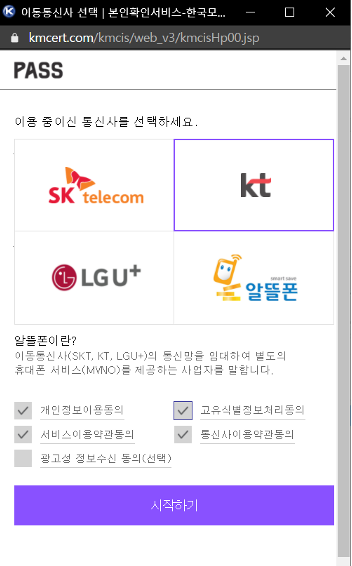 이동통신사 선택 | 본인확인서비스-한국모...
kmcert.com/kmcis/web_v3/kmcisHp00.jsp
PASS
이용 중이신 통신사를 선택하세요.
SK telecom
kt
LG U+
SMART SAVE
알뜰폰
알뜰폰이란?
이동통신사(SKT, KT, LGU+)의 통신망을 임대하여 별도의
휴대폰 서비스(MVNO)를 제공하는 사업자를 말합니다.
개인정보이용동의
고유식별정보처리동의
서비스이용약관동의
통신사이용약관동의
광고성 정보수신 동의(선택)
시작하기